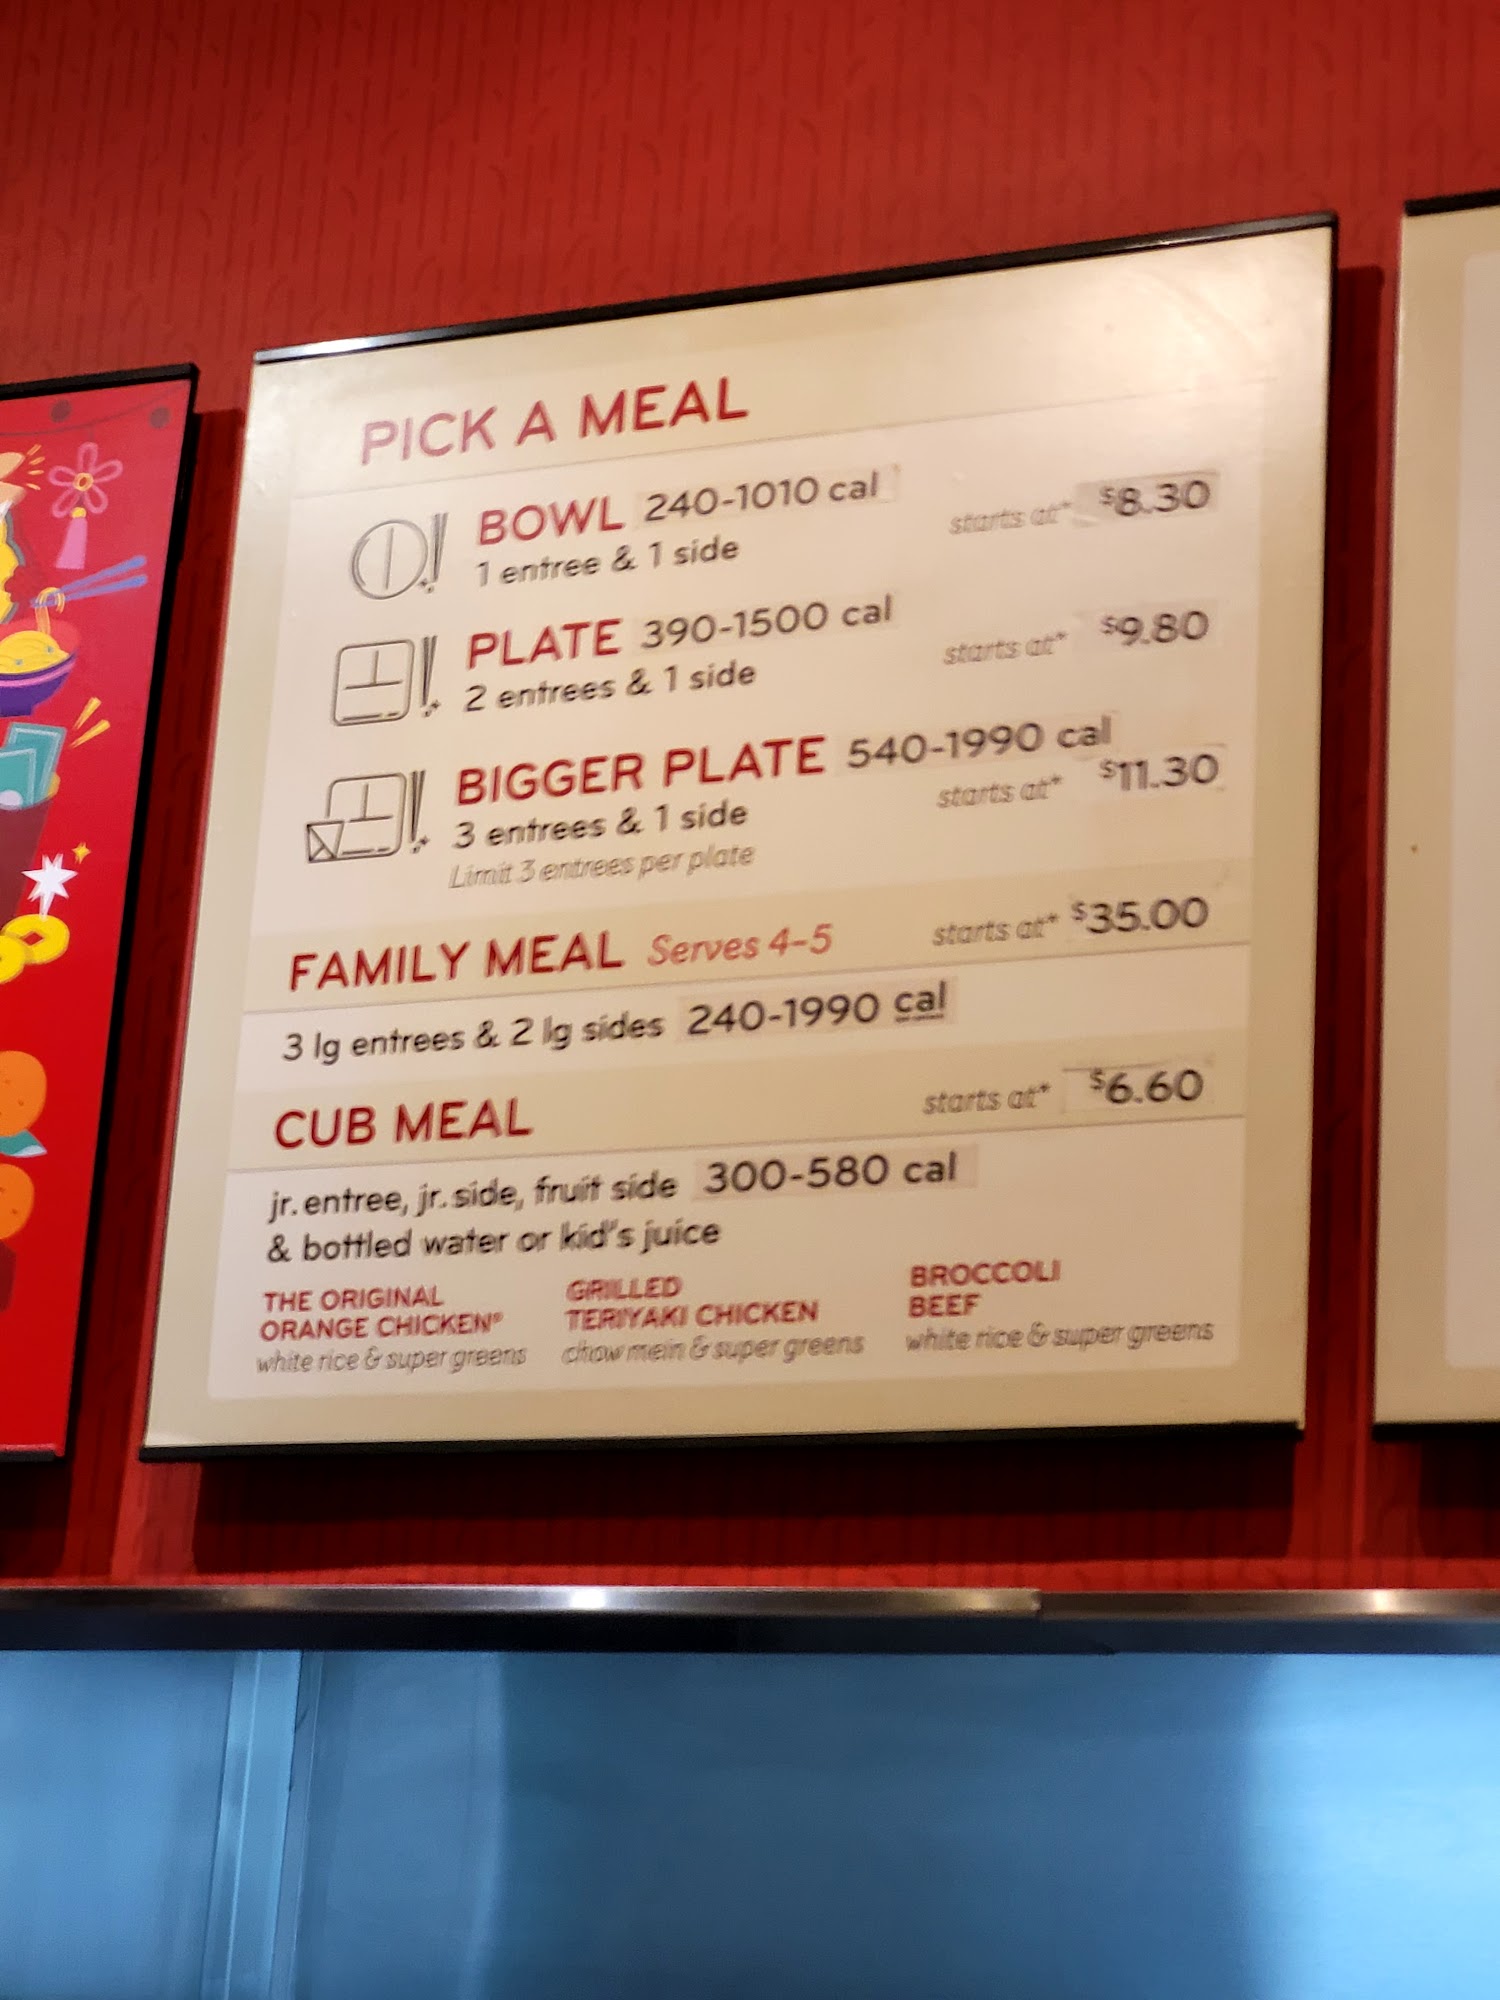 PICK A MEAL
BOWL 240-1010 cal
starts at* $8.30
1 entree & 1 side
PLATE 390-1500 cal
starts at* $9.80
2 entrees & 1 side
BIGGER PLATE 540-1990 cal
starts at* $11.30
3 entrees & 1 side
Limit 3 entrees per plate
FAMILY MEAL Serves 4-5 starts at* $35.00
3 lg entrees & 2 lg sides 240-1990 cal
CUB MEAL starts at* $6.60
jr. entree, jr. side, fruit side 300-580 cal
& bottled water or kid's juice
THE ORIGINAL
ORANGE CHICKEN®
white rice & super greens
GRILLED
TERIYAKI CHICKEN
chow mein & super greens
BROCCOLI
BEEF
white rice & super greens